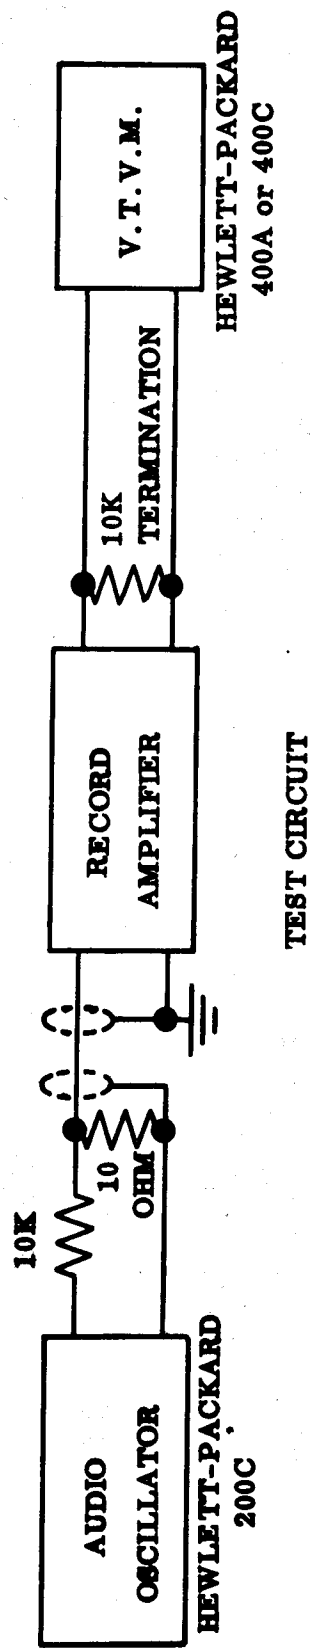 AUDIO
OSCILLATOR
HEWLETT-PACKARD
200C
10K
10
OHM
RECORD
AMPLIFIER
10K
TERMINATION
V. T. V. M.
HEWLETT-PACKARD
400A or 400C
TEST CIRCUIT